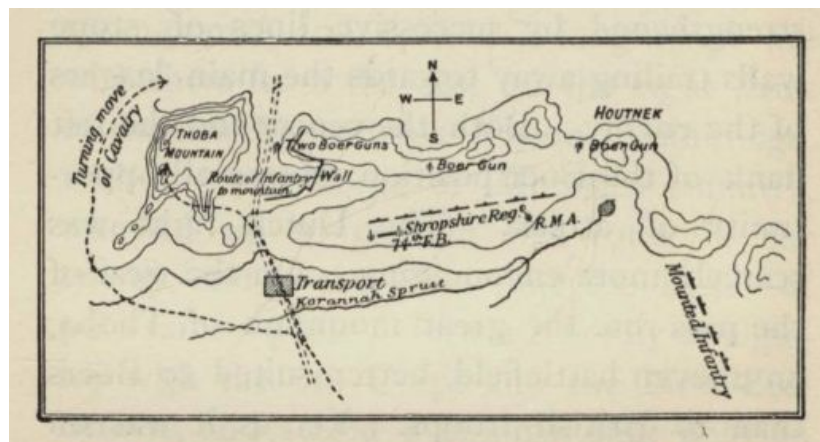 N
W E
S
HOUTNEK
Turning move
of Cavalry
THOBA
MOUNTAIN
Two Boer Guns
Boer Gun
Boer Gun
Route of Infantry
to mountain
Wall
Shropshire Regt.
74th F.B.
R.M.A.
Transport
Karannah Spruit
Mounted Infantry